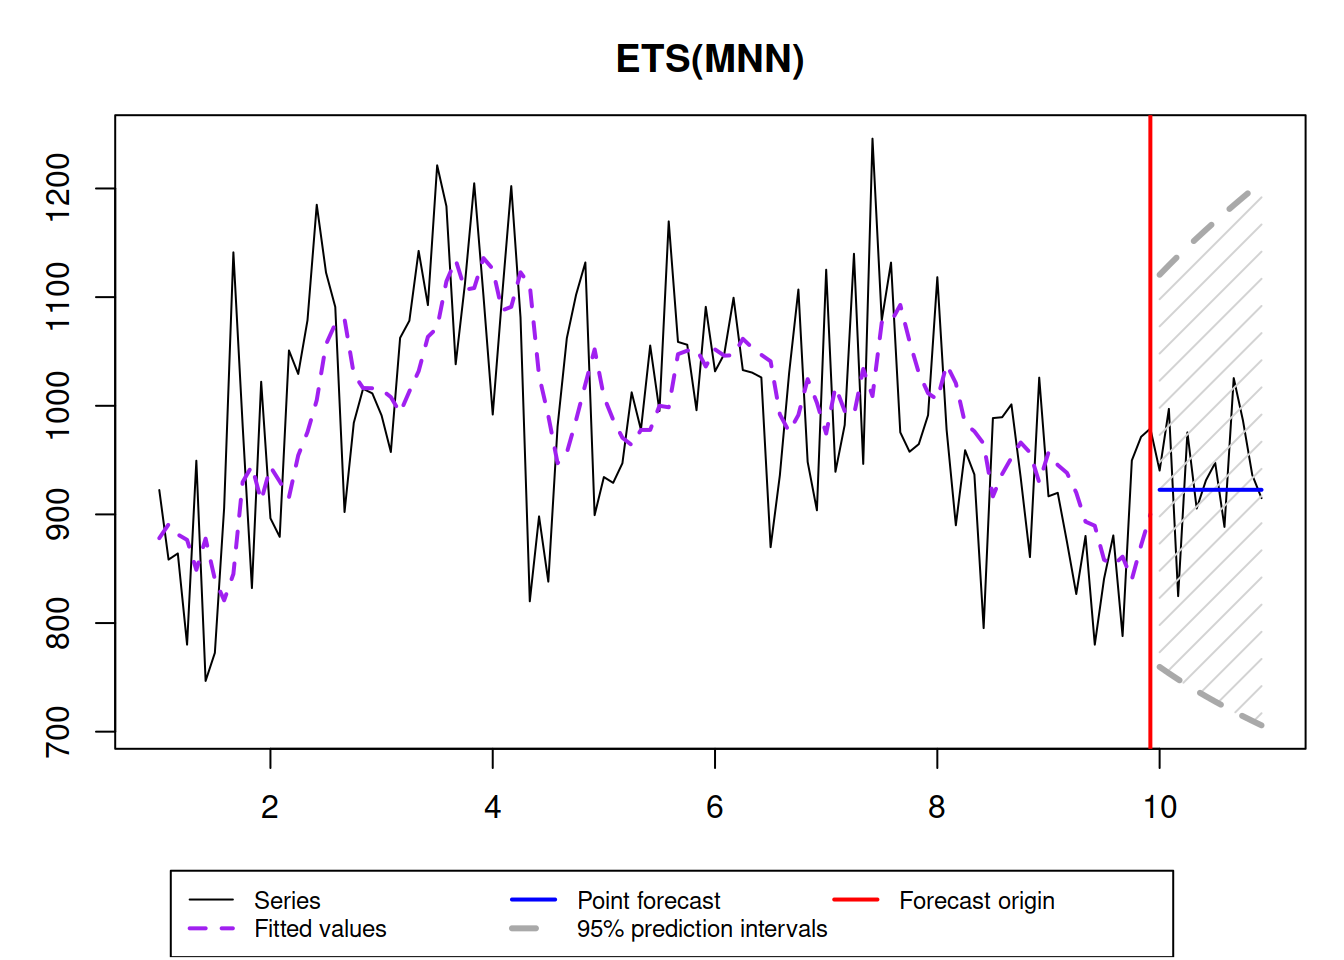 ETS(MNN)
1200
1100
1000
900
800
700
2 4 6 8 10
Series Point forecast Forecast origin
Fitted values 95% prediction intervals